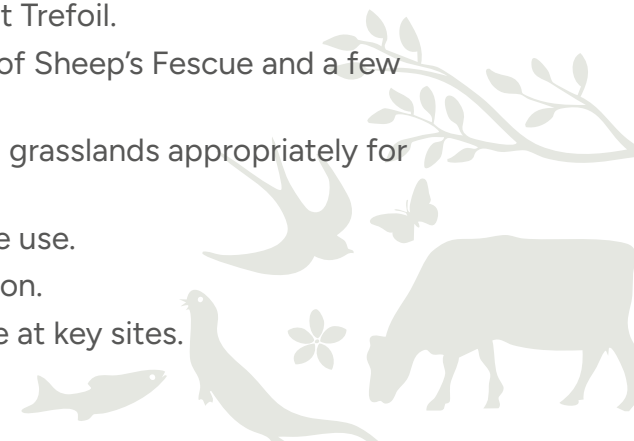 t Trefoil.
of Sheep’s Fescue and a few
grasslands appropriately for
e use.
on.
e at key sites.